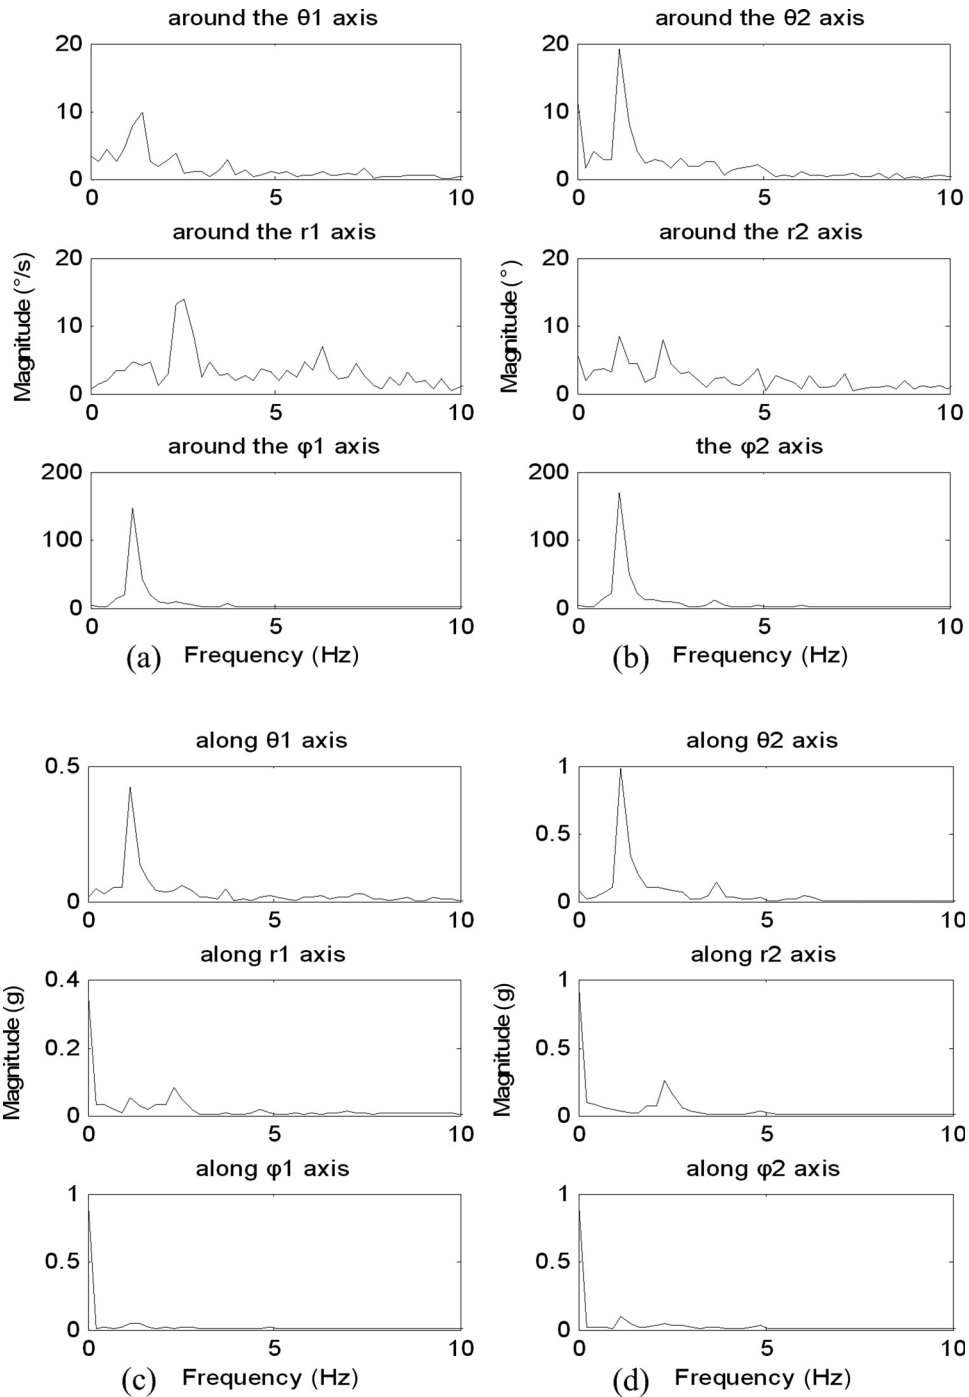 around the θ1 axis
20
10
0
0 5 10
around the r1 axis
20
10
0
0 5 10
Magnitude (°/s)
around the φ1 axis
200
100
0
0 5 10
(a) Frequency (Hz)
around the θ2 axis
20
10
0
0 5 10
around the r2 axis
20
10
0
0 5 10
Magnitude (°)
the φ2 axis
200
100
0
0 5 10
(b) Frequency (Hz)
along θ1 axis
0.5
0
0 5 10
along r1 axis
0.4
0.2
0
0 5 10
Magnitude (g)
along φ1 axis
1
0.5
0
0 5 10
(c) Frequency (Hz)
along θ2 axis
1
0.5
0
0 5 10
along r2 axis
1
0.5
0
0 5 10
Magnitude (g)
along φ2 axis
1
0.5
0
0 5 10
(d) Frequency (Hz)